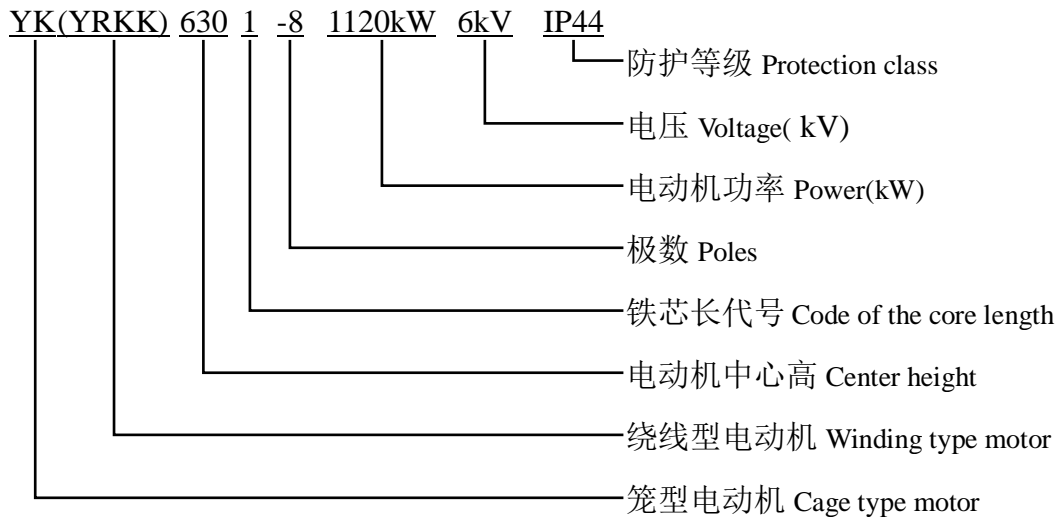 YK(YRKK) 630 1 -8 1120kW 6kV IP44
防护等级 Protection class
电压 Voltage( kV)
电动机功率 Power(kW)
极数 Poles
铁芯长代号 Code of the core length
电动机中心高 Center height
绕线型电动机 Winding type motor
笼型电动机 Cage type motor